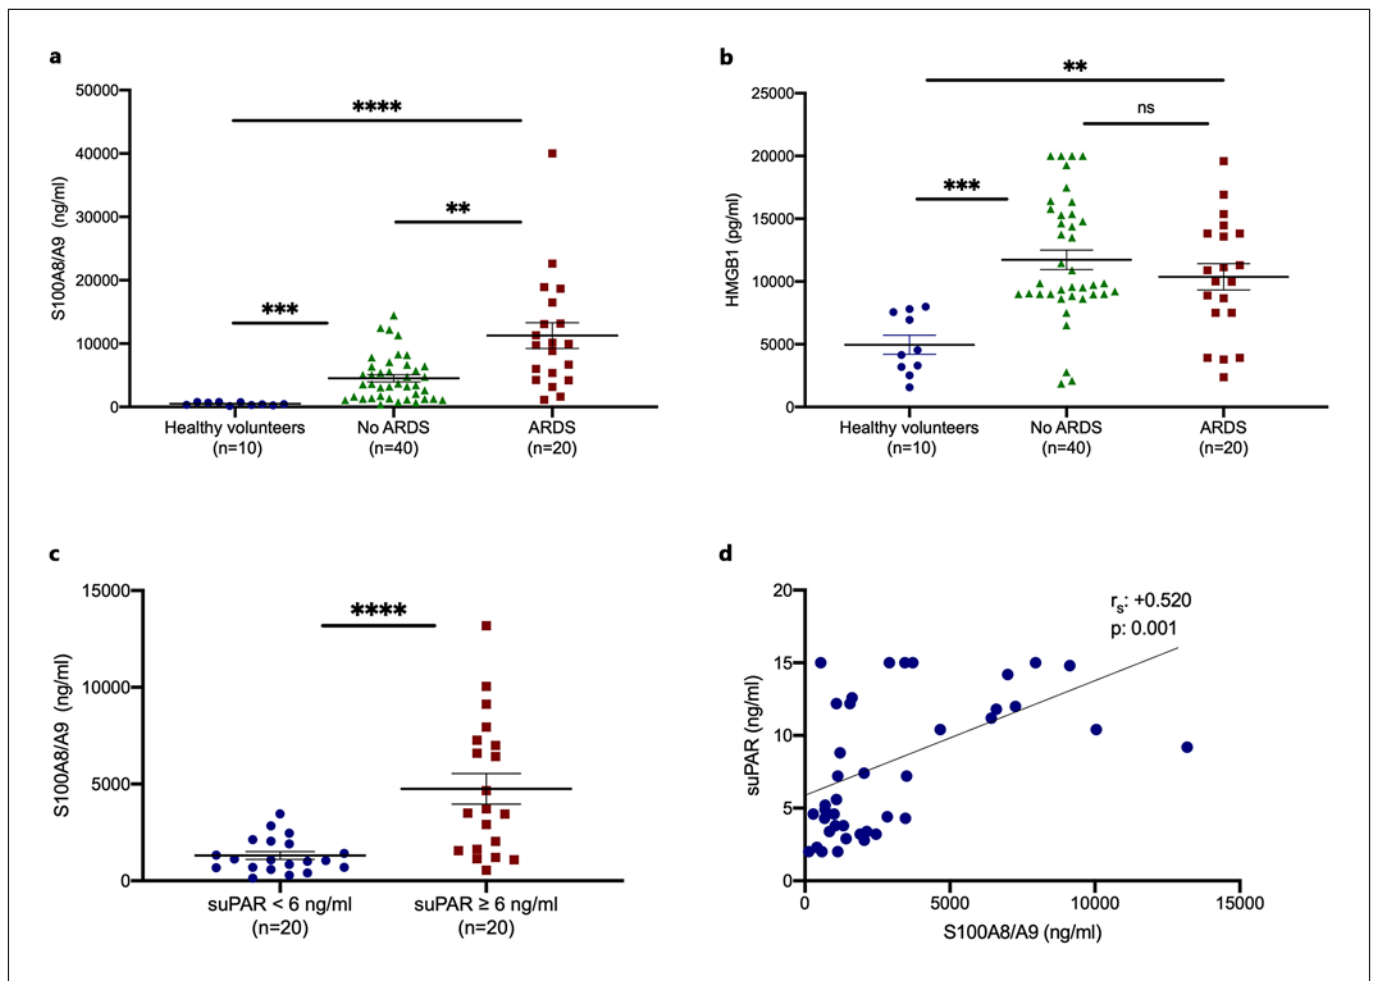 a
50000
40000
30000
20000
10000
0
S100A8/A9 (ng/ml)
****
**
***
Healthy volunteers
(n=10)
No ARDS
(n=40)
ARDS
(n=20)
b
25000
20000
15000
10000
5000
0
HMGB1 (pg/ml)
**
ns
***
Healthy volunteers
(n=10)
No ARDS
(n=40)
ARDS
(n=20)
c
15000
10000
5000
0
S100A8/A9 (ng/ml)
****
suPAR < 6 ng/ml
(n=20)
suPAR ≥ 6 ng/ml
(n=20)
d
20
15
10
5
0
suPAR (ng/ml)
rs: +0.520
p: 0.001
0
5000
10000
15000
S100A8/A9 (ng/ml)